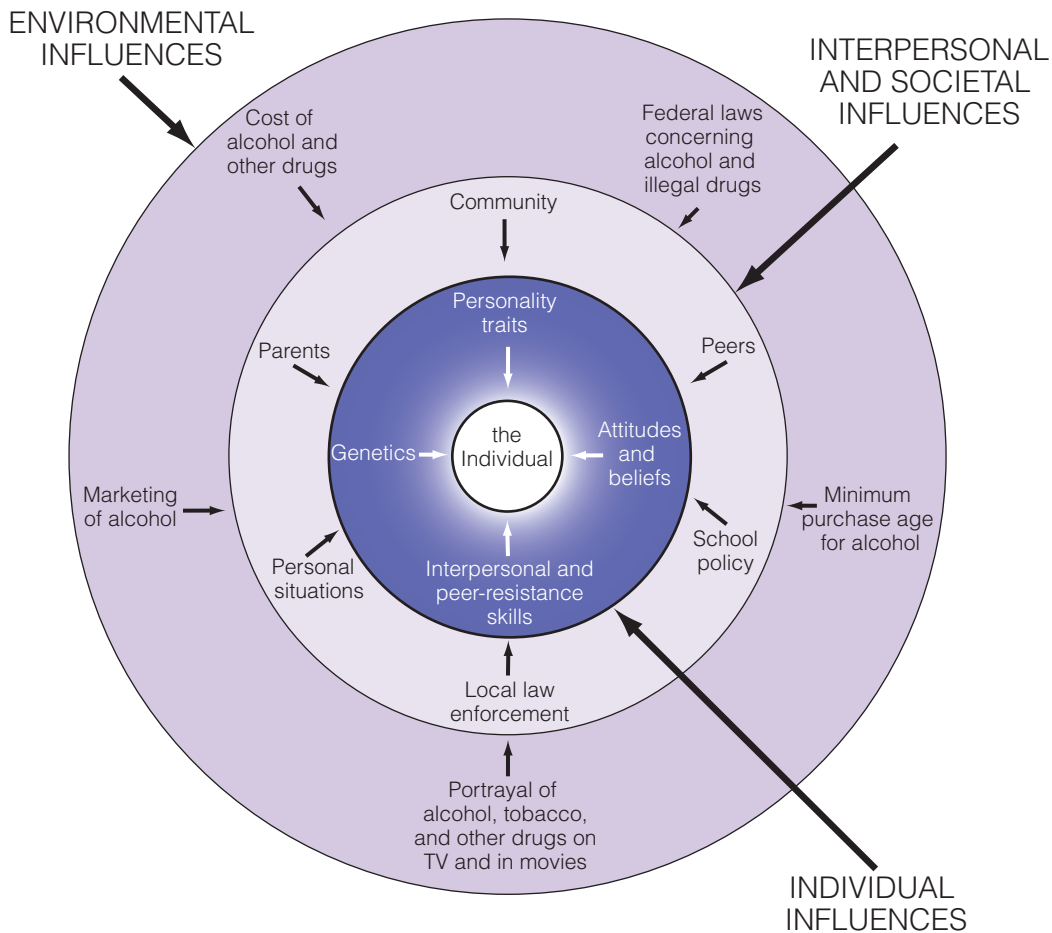 ENVIRONMENTAL
INFLUENCES
INTERPERSONAL
AND SOCIETAL
INFLUENCES
Cost of
alcohol and
other drugs
Federal laws
concerning
alcohol and
illegal drugs
Community
Personality
traits
Parents
Peers
the
Individual
Genetics
Attitudes
and
beliefs
Marketing
of alcohol
Minimum
purchase age
for alcohol
School
policy
Personal
situations
Interpersonal and
peer-resistance
skills
Local law
enforcement
Portrayal of
alcohol, tobacco,
and other drugs on
TV and in movies
INDIVIDUAL
INFLUENCES